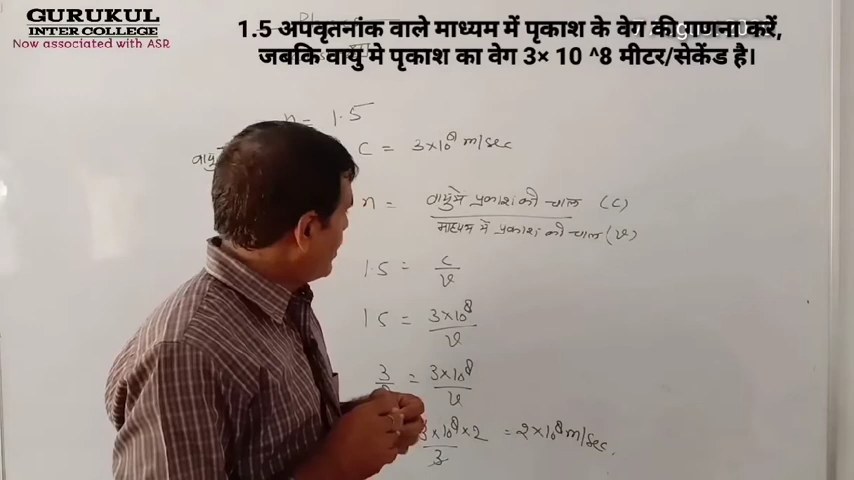 GURUKUL
INTER COLLEGE
Now associated with ASR
1.5 अपवृतनांक वाले माध्यम में पृकाश के वेग की गणना करें,
जबकि वायु मे पृकाश का वेग 3× 10 ^8 मीटर/सेकेंड है।
n = 1.5
वायु C = 3×10⁸ m/sec
n = वायु में प्रकाश की चाल (C)
माध्यम में प्रकाश की चाल (v)
1.5 = C
v
1.5 = 3×10⁸
v
3 = 3×10⁸
v
3×10⁸×2 = 2×10⁸ m/sec.
3